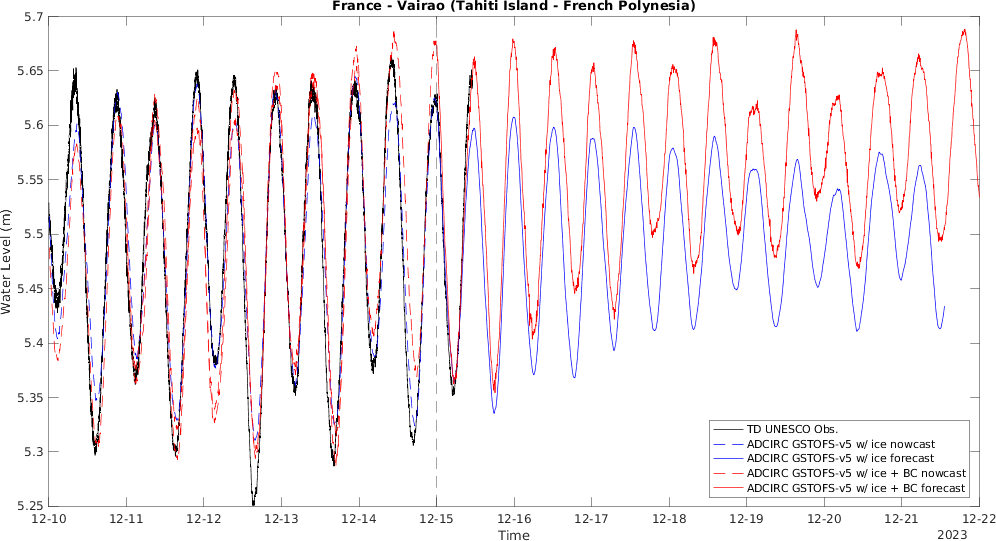 France - Vairao (Tahiti Island - French Polynesia)
5.7
5.65
5.6
5.55
5.5
5.45
5.4
5.35
5.3
5.25
Water Level (m)
TD UNESCO Obs.
ADCIRC GSTOFS-v5 w/ ice nowcast
ADCIRC GSTOFS-v5 w/ ice forecast
ADCIRC GSTOFS-v5 w/ ice + BC nowcast
ADCIRC GSTOFS-v5 w/ ice + BC forecast
12-10 12-11 12-12 12-13 12-14 12-15 12-16 12-17 12-18 12-19 12-20 12-21 12-22
Time
2023